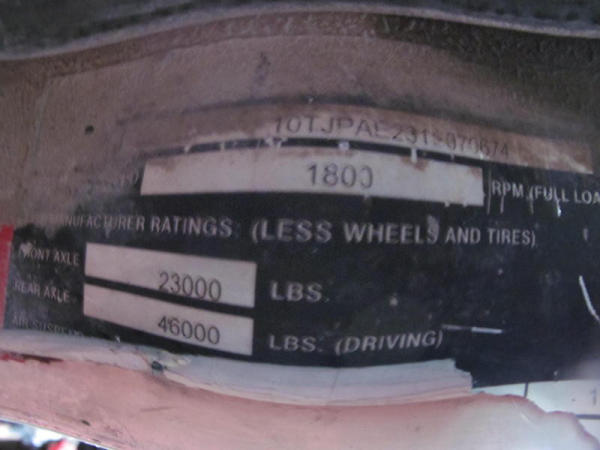 10TJPAE231S070674
1800 RPM (FULL LOA
MANUFACTURER RATINGS: (LESS WHEELS AND TIRES)
FRONT AXLE 23000 LBS.
REAR AXLE 46000 LBS. (DRIVING)